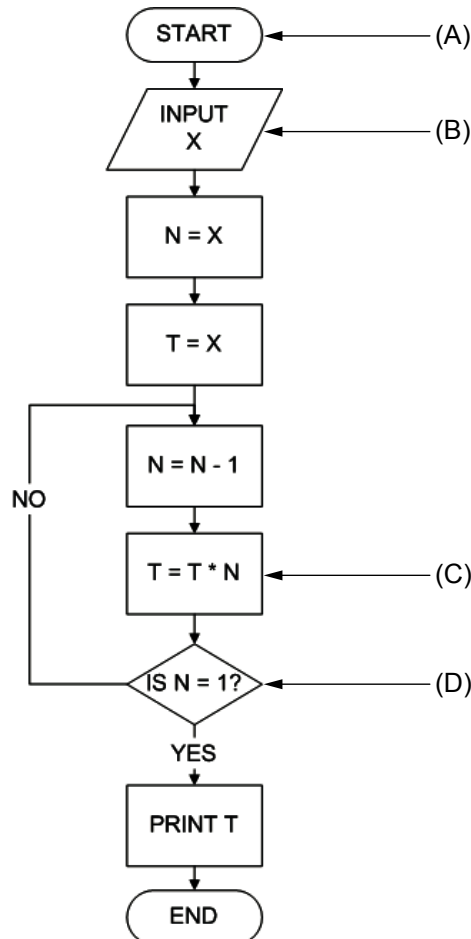 START
(A)
INPUT
X
(B)
N = X
T = X
N = N - 1
NO
T = T * N
(C)
IS N = 1?
(D)
YES
PRINT T
END